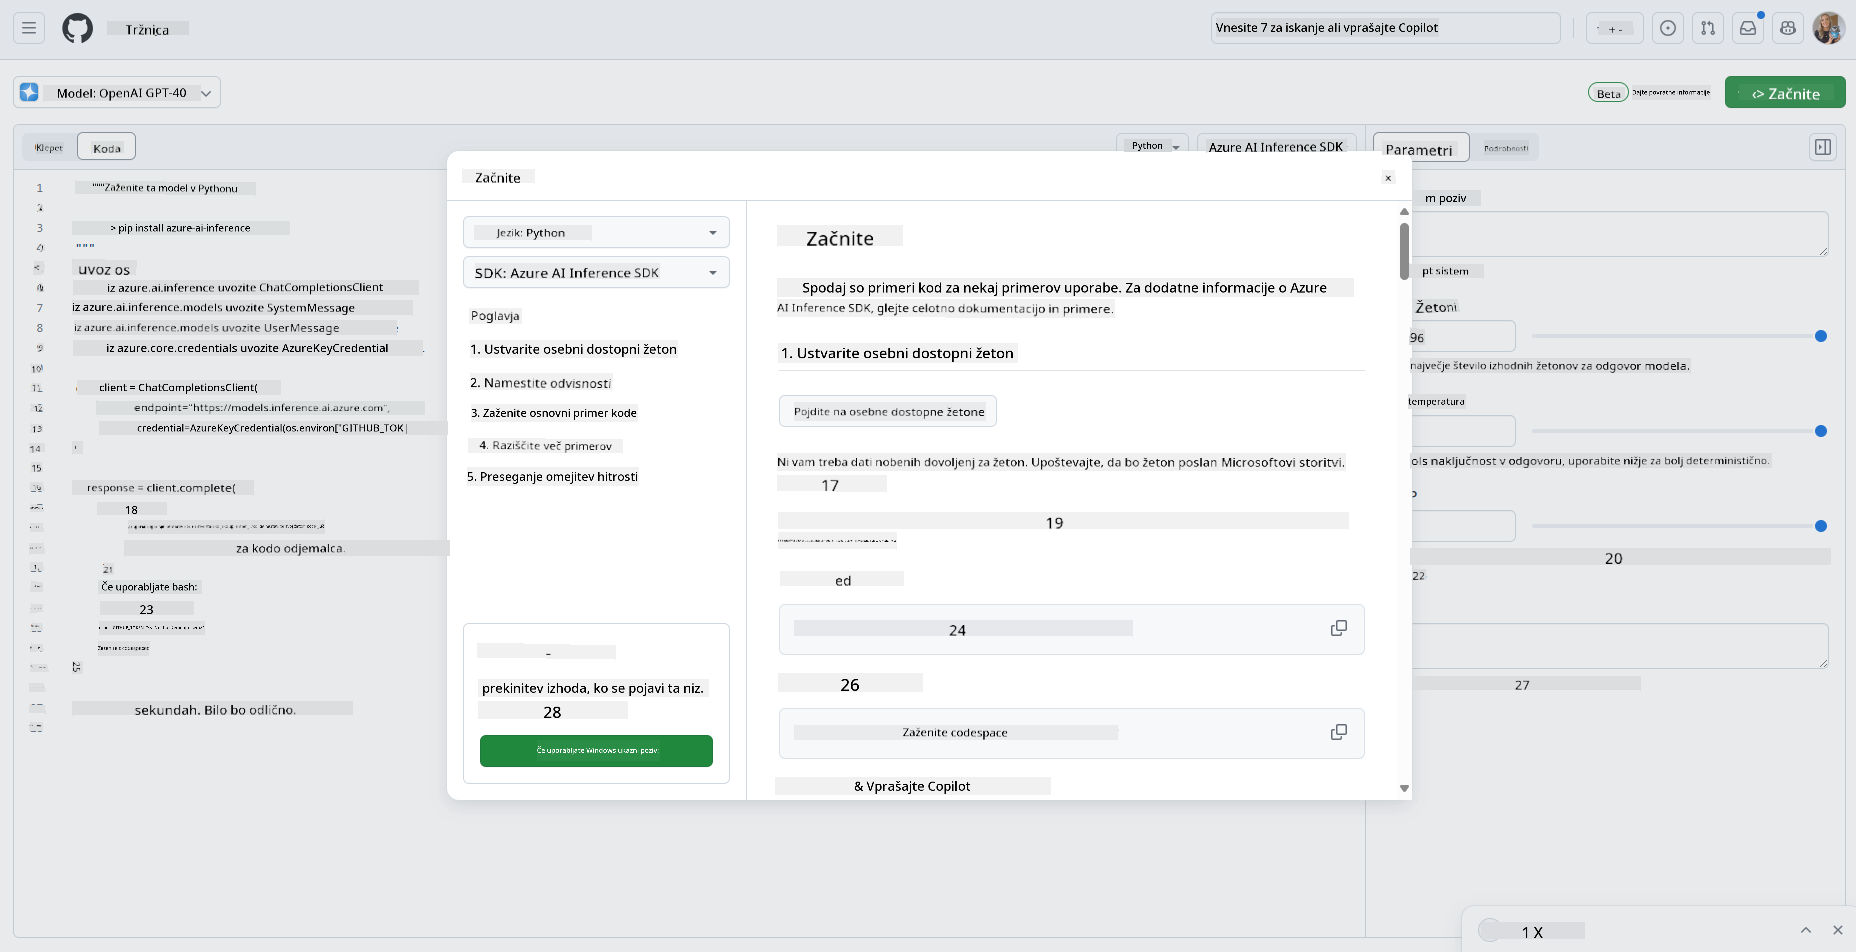 Tržnica
Vnesite 7 za iskanje ali vprašajte Copilot
+ -
Model: OpenAI GPT-40
Beta
Dajte povratne informacije
<> Začnite
Klepet
Koda
Python
Azure AI Inference SDK
Parametri
Podrobnosti
1 """Zaženite ta model v Pythonu
2
3 > pip install azure-ai-inference
4 """
uvoz os
iz azure.ai.inference uvozite ChatCompletionsClient
7 iz azure.ai.inference.models uvozite SystemMessage
8 iz azure.ai.inference.models uvozite UserMessage
9 iz azure.core.credentials uvozite AzureKeyCredential
10
11 client = ChatCompletionsClient(
12 endpoint="https://models.inference.ai.azure.com",
13 credential=AzureKeyCredential(os.environ["GITHUB_TOK
14
15
response = client.complete(
18
za kodo odjemalca.
21
Če uporabljate bash:
23
Zaženite codespace
25
sekundah. Bilo bo odlično.
Začnite
×
Jezik: Python
SDK: Azure AI Inference SDK
Poglavja
1. Ustvarite osebni dostopni žeton
2. Namestite odvisnosti
3. Zaženite osnovni primer kode
4. Raziščite več primerov
5. Preseganje omejitev hitrosti
-
prekinitev izhoda, ko se pojavi ta niz.
28
Če uporabljate Windows ukazni poziv:
Začnite
Spodaj so primeri kod za nekaj primerov uporabe. Za dodatne informacije o Azure
AI Inference SDK, glejte celotno dokumentacijo in primere.
1. Ustvarite osebni dostopni žeton
Pojdite na osebne dostopne žetone
Ni vam treba dati nobenih dovoljenj za žeton. Upoštevajte, da bo žeton poslan Microsoftovi storitvi.
17
19
ed
24
26
Zaženite codespace
& Vprašajte Copilot
m poziv
pt sistem
Žetoni
96
največje število izhodnih žetonov za odgovor modela.
temperatura
ols naključnost v odgovoru, uporabite nižje za bolj deterministično.
20
22
27
1 X